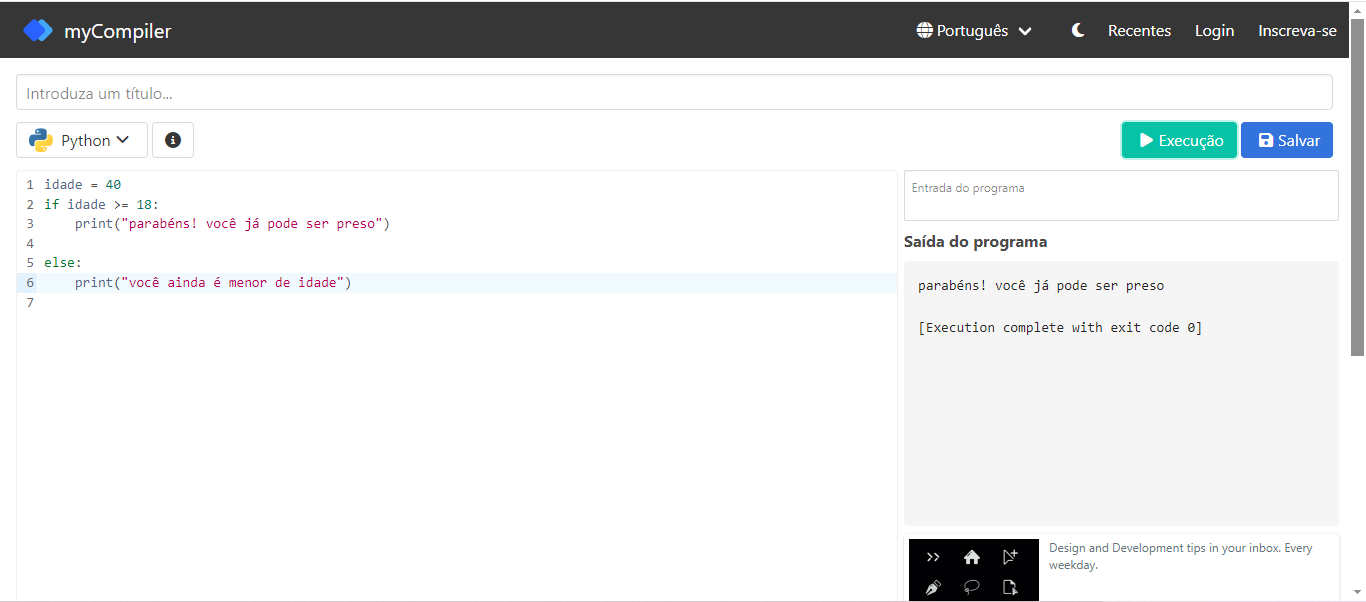 myCompiler
Português
Recentes
Login
Inscreva-se
Introduza um título...
Python
Execução
Salvar
1 idade = 40
2 if idade >= 18:
3 print("parabéns! você já pode ser preso")
4
5 else:
6 print("você ainda é menor de idade")
7
Entrada do programa
Saída do programa
parabéns! você já pode ser preso
[Execution complete with exit code 0]
Design and Development tips in your inbox. Every
weekday.